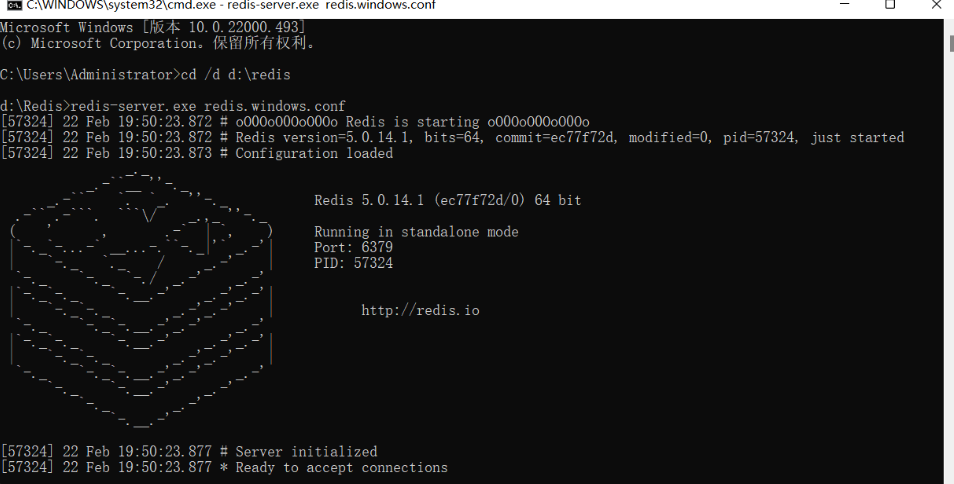 C:\WINDOWS\system32\cmd.exe - redis-server.exe redis.windows.conf
Microsoft Windows [版本 10.0.22000.493]
(c) Microsoft Corporation。保留所有权利。
C:\Users\Administrator>cd /d d:\redis
d:\Redis>redis-server.exe redis.windows.conf
[57324] 22 Feb 19:50:23.872 # oO0OoO0OoO0Oo Redis is starting oO0OoO0OoO0Oo
[57324] 22 Feb 19:50:23.872 # Redis version=5.0.14.1, bits=64, commit=ec77f72d, modified=0, pid=57324, just started
[57324] 22 Feb 19:50:23.873 # Configuration loaded
Redis 5.0.14.1 (ec77f72d/0) 64 bit
Running in standalone mode
Port: 6379
PID: 57324
http://redis.io
[57324] 22 Feb 19:50:23.877 # Server initialized
[57324] 22 Feb 19:50:23.877 * Ready to accept connections